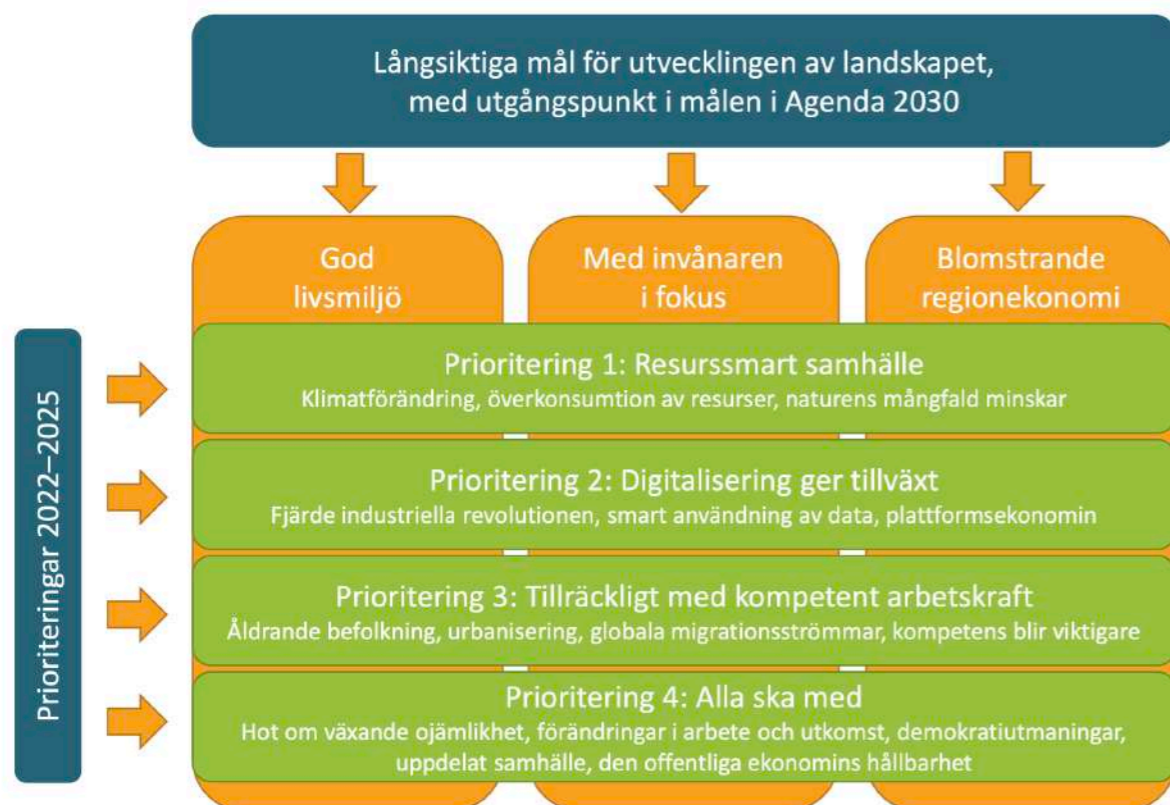 Långsiktiga mål för utvecklingen av landskapet,
med utgångspunkt i målen i Agenda 2030
God
livsmiljö
Med invånaren
i fokus
Blomstrande
regionekonomi
Prioriteringar 2022–2025
Prioritering 1: Resurssmart samhälle
Klimatförändring, överkonsumtion av resurser, naturens mångfald minskar
Prioritering 2: Digitalisering ger tillväxt
Fjärde industriella revolutionen, smart användning av data, plattformsekonomin
Prioritering 3: Tillräckligt med kompetent arbetskraft
Åldrande befolkning, urbanisering, globala migrationsströmmar, kompetens blir viktigare
Prioritering 4: Alla ska med
Hot om växande ojämlikhet, förändringar i arbete och utkomst, demokratiutmaningar,
uppdelat samhälle, den offentliga ekonomins hållbarhet